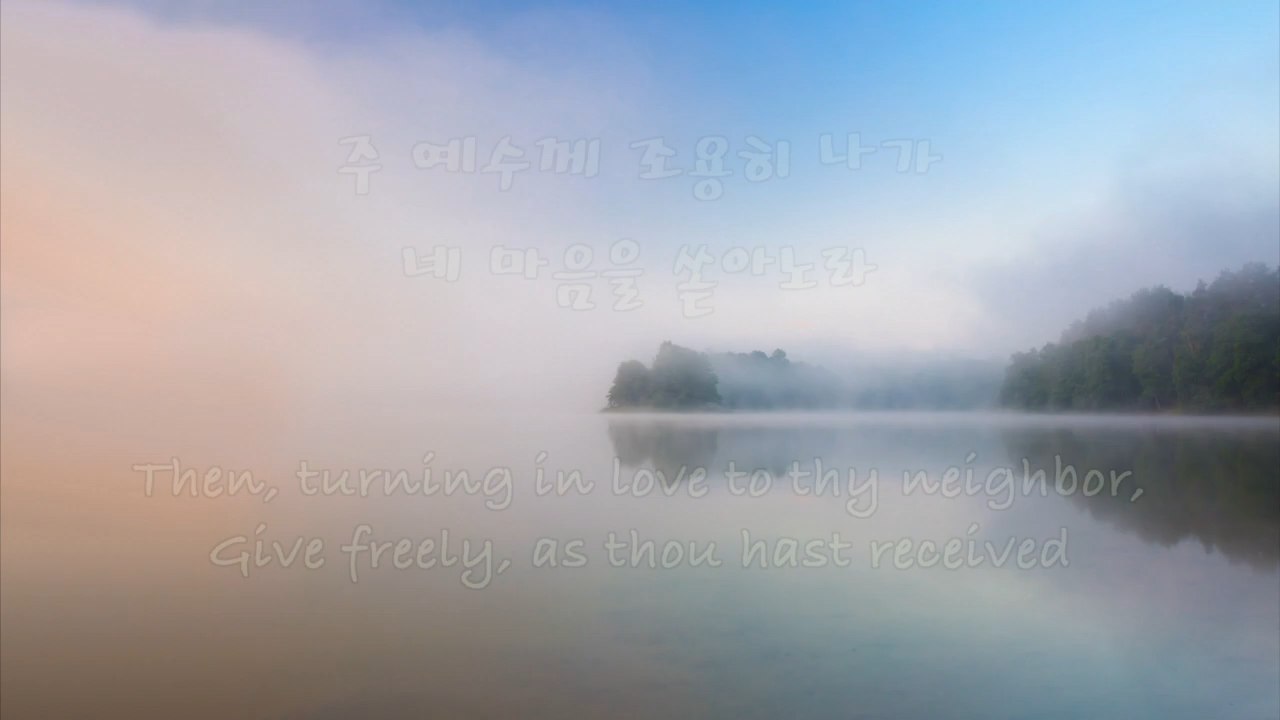 주 예수께 조용히 나가
네 마음을 쏟아노라
Then, turning in love to thy neighbor,
Give freely, as thou hast received